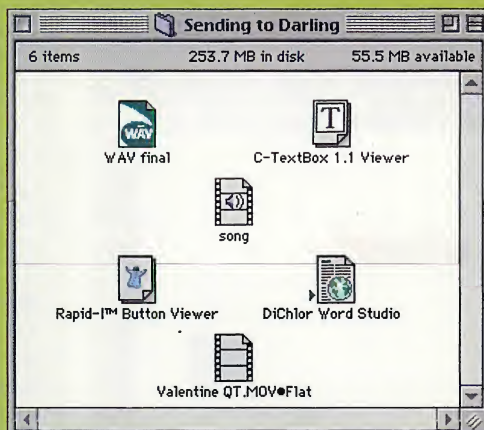 Sending to Darling
6 items 253.7 MB in disk 55.5 MB available
WAV
WAV final
T
C-TextBox 1.1 Viewer
song
Rapid-I™ Button Viewer
DiChlor Word Studio
Valentine QT.MOV•Flat